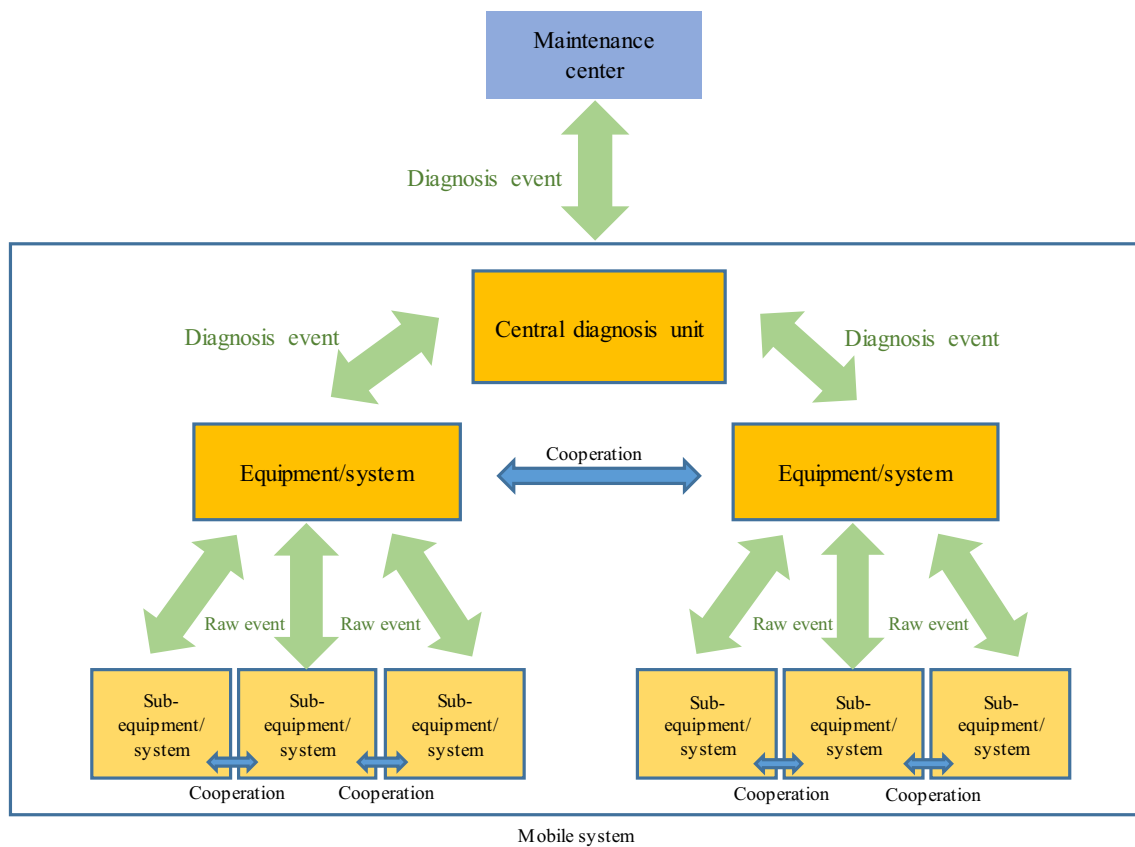 Maintenance
center
Diagnosis event
Central diagnosis unit
Diagnosis event
Diagnosis event
Equipment/system
Cooperation
Equipment/system
Raw event
Raw event
Raw event
Raw event
Sub-
equipment/
system
Sub-
equipment/
system
Sub-
equipment/
system
Sub-
equipment/
system
Sub-
equipment/
system
Sub-
equipment/
system
Cooperation
Cooperation
Cooperation
Cooperation
Mobile system